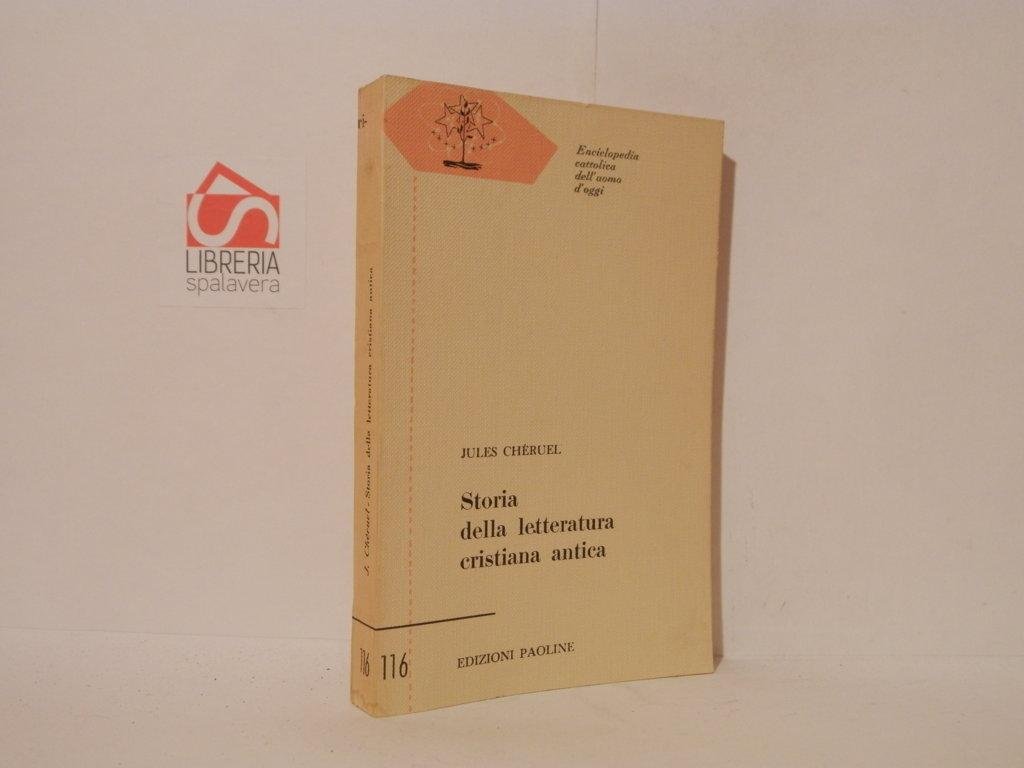 LIBRERIA
spalavera
Enciclopedia
cattolica
dell'uomo
d'oggi
JULES CHÉRUEL
Storia
della letteratura
cristiana antica
116
EDIZIONI PAOLINE
J. Chéruel - Storia della letteratura cristiana antica
116